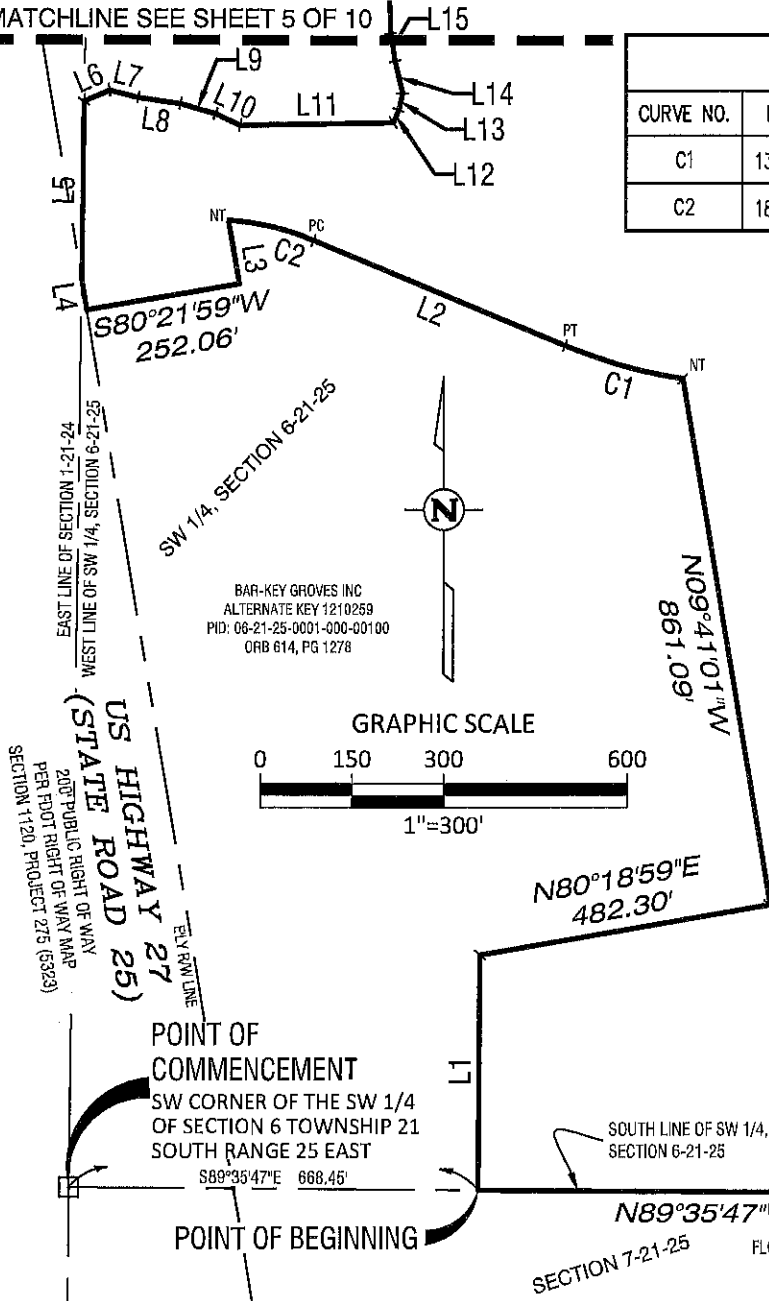 MATCHLINE SEE SHEET 5 OF 10
L15
L6
L7
L9
L8
L10
L11
L14
L13
L12
CURVE NO.
C1
13
C2
18
L5
L4
NT
L3
C2
PC
L2
PT
C1
NT
S80°21'59"W
252.06'
EAST LINE OF SECTION 1-21-24
WEST LINE OF SW 1/4, SECTION 6-21-25
SW 1/4, SECTION 6-21-25
N
BAR-KEY GROVES INC
ALTERNATE KEY 1210259
PID: 06-21-25-0001-000-00100
ORB 614, PG 1278
N09°41'01"W
861.09'
GRAPHIC SCALE
0 150 300 600
1"=300'
US HIGHWAY 27
(STATE ROAD 25)
200' PUBLIC RIGHT OF WAY
PER FDOT RIGHT OF WAY MAP
SECTION 1120, PROJECT 275 (5323)
ELY R/W LINE
N80°18'59"E
482.30'
L1
POINT OF
COMMENCEMENT
SW CORNER OF THE SW 1/4
OF SECTION 6 TOWNSHIP 21
SOUTH RANGE 25 EAST
S89°35'47"E 668.45'
POINT OF BEGINNING
SOUTH LINE OF SW 1/4,
SECTION 6-21-25
N89°35'47"
SECTION 7-21-25